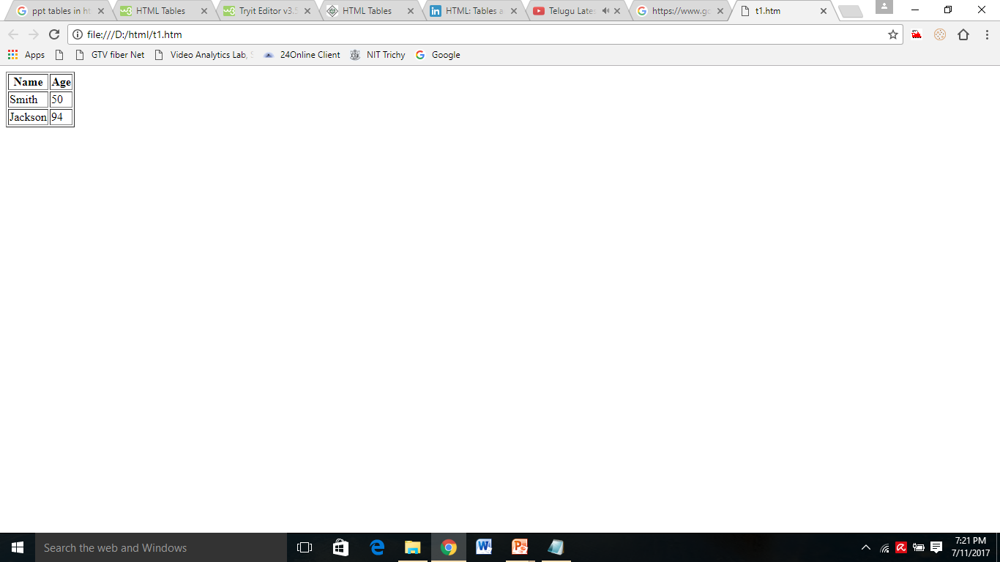 ppt tables in ht
HTML Tables
Tryit Editor v3.5
HTML Tables
HTML: Tables a
Telugu Lates
https://www.go
t1.htm
file:///D:/html/t1.htm
Apps
GTV fiber Net
Video Analytics Lab,
24Online Client
NIT Trichy
Google
Name Age
Smith 50
Jackson 94
Search the web and Windows
7:21 PM
7/11/2017